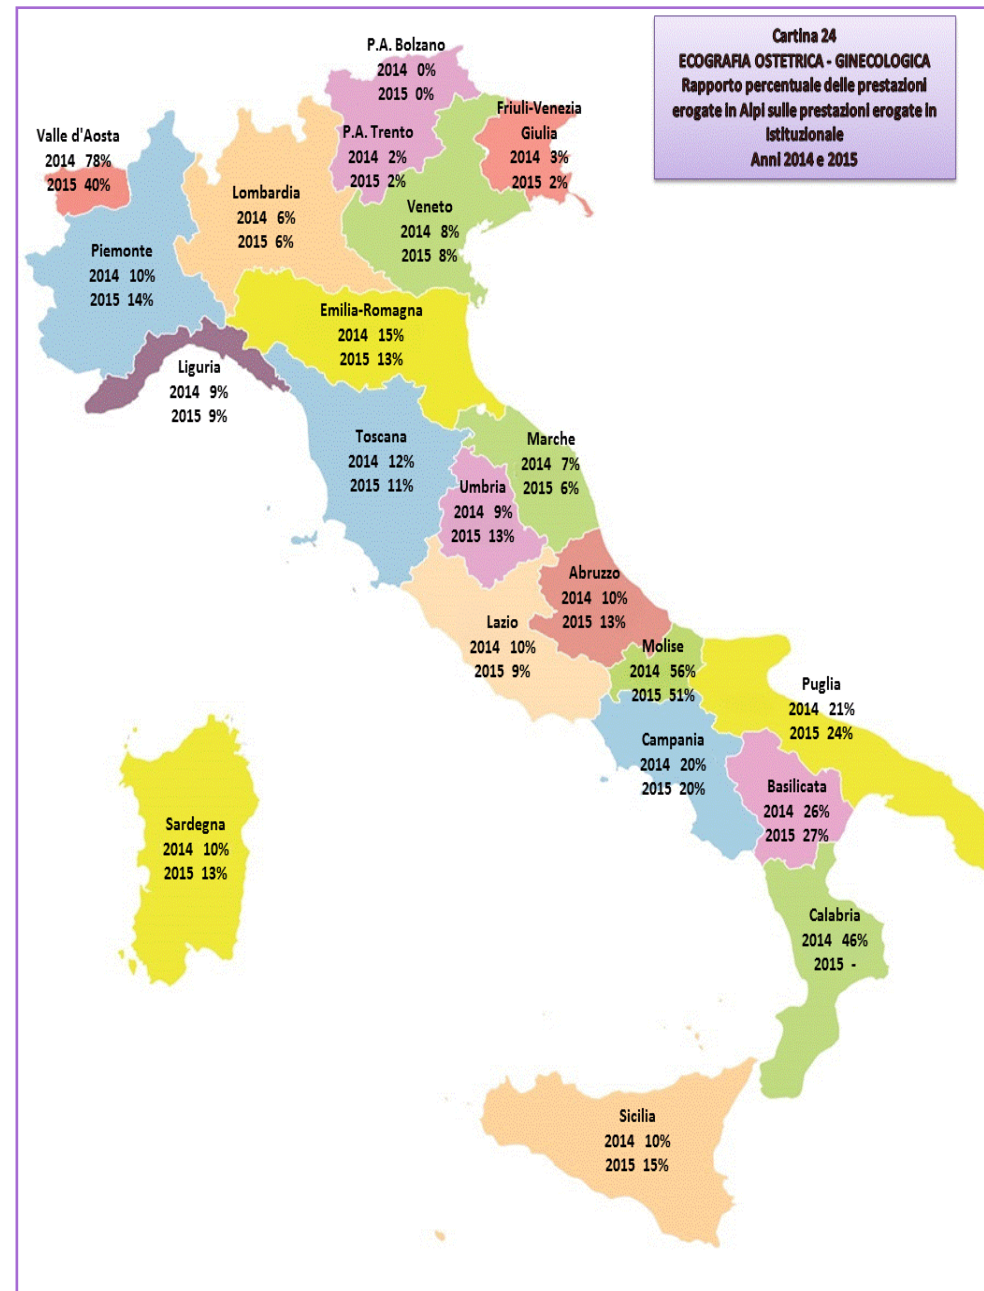 Cartina 24
ECOGRAFIA OSTETRICA - GINECOLOGICA
Rapporto percentuale delle prestazioni
erogate in Alpi sulle prestazioni erogate in
Istituzionale
Anni 2014 e 2015
P.A. Bolzano
2014 0%
2015 0%
Friuli-Venezia
Giulia
2014 3%
2015 2%
P.A. Trento
2014 2%
2015 2%
Valle d'Aosta
2014 78%
2015 40%
Lombardia
2014 6%
2015 6%
Veneto
2014 8%
2015 8%
Piemonte
2014 10%
2015 14%
Emilia-Romagna
2014 15%
2015 13%
Liguria
2014 9%
2015 9%
Toscana
2014 12%
2015 11%
Marche
2014 7%
2015 6%
Umbria
2014 9%
2015 13%
Abruzzo
2014 10%
2015 13%
Lazio
2014 10%
2015 9%
Molise
2014 56%
2015 51%
Puglia
2014 21%
2015 24%
Campania
2014 20%
2015 20%
Basilicata
2014 26%
2015 27%
Sardegna
2014 10%
2015 13%
Calabria
2014 46%
2015 -
Sicilia
2014 10%
2015 15%